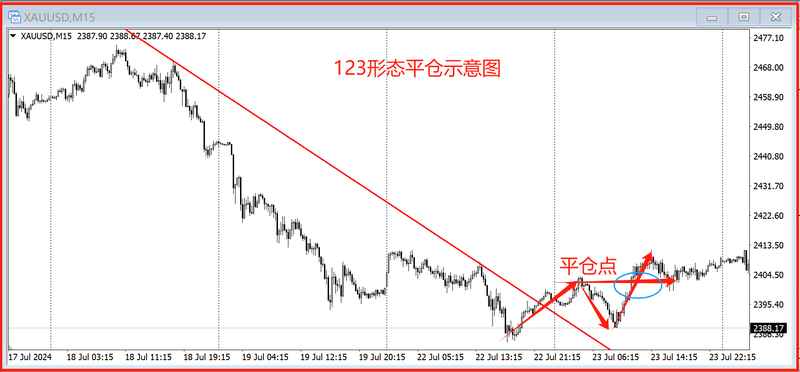 XAUUSD,M15
XAUUSD,M15 2387.90 2388.67 2387.40 2388.17
123形态平仓示意图
平仓点
2477.10
2468.00
2458.90
2449.80
2440.80
2431.70
2422.60
2413.50
2404.50
2395.40
2388.17
2386.30
17 Jul 2024 18 Jul 03:15 18 Jul 11:15 18 Jul 19:15 19 Jul 04:15 19 Jul 12:15 19 Jul 20:15 22 Jul 05:15 22 Jul 13:15 22 Jul 21:15 23 Jul 06:15 23 Jul 14:15 23 Jul 22:15